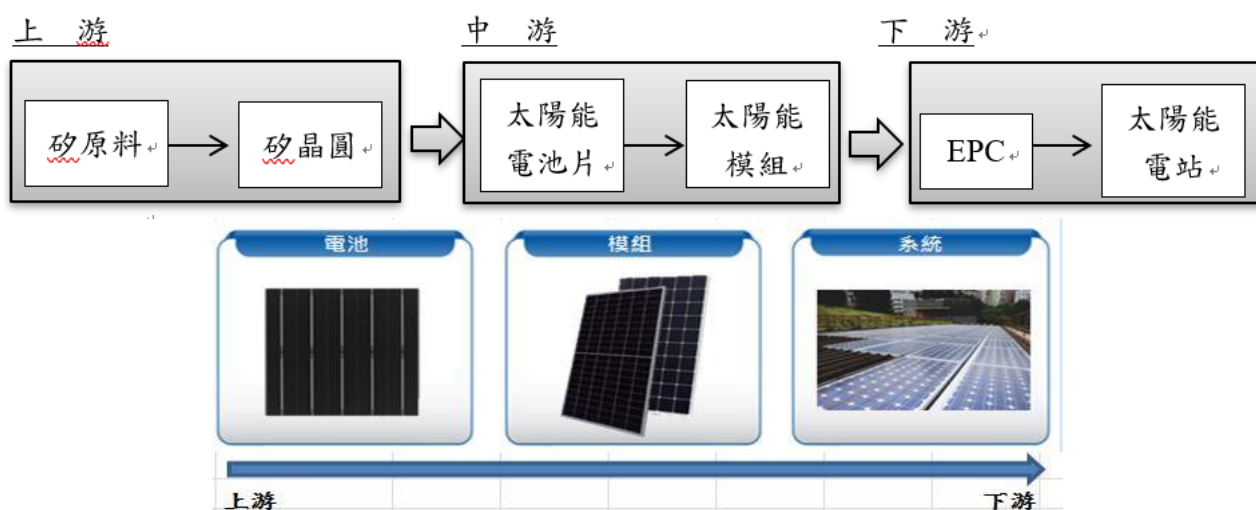 上 游
中 游
下 游
矽原料
矽晶圓
太陽能
電池片
太陽能
模組
EPC
太陽能
電站
電池
模組
系統
上游
下游